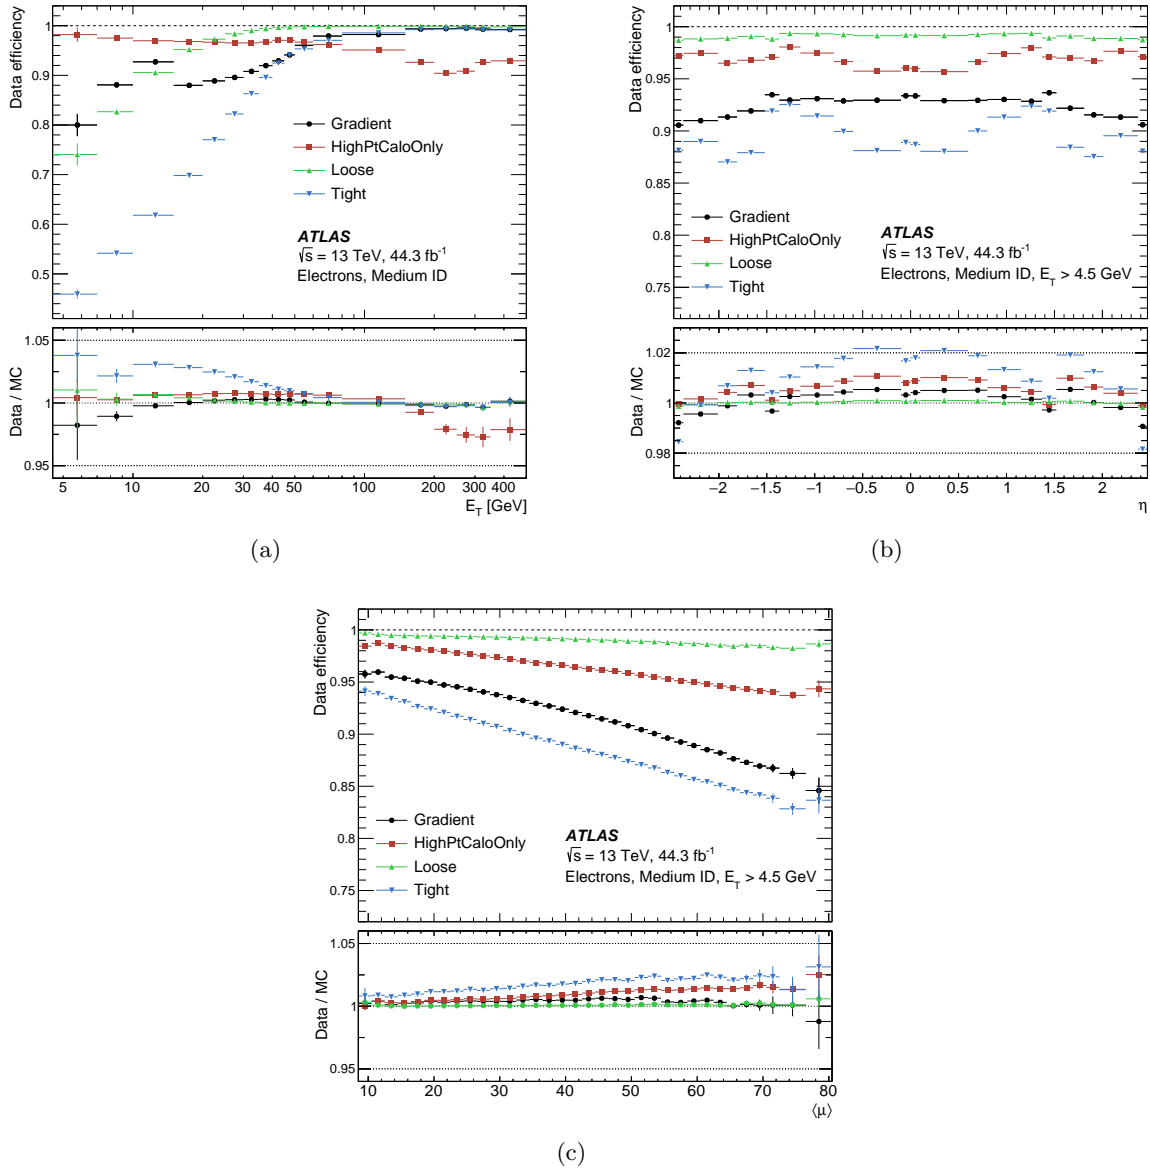 Data efficiency
1
0.9
0.8
0.7
0.6
0.5
Gradient
HighPtCaloOnly
Loose
Tight
ATLAS
√s = 13 TeV, 44.3 fb⁻¹
Electrons, Medium ID
Data / MC
1.05
1
0.95
5 10 20 30 40 50 100 200 300 400
E_T [GeV]
(a)
Data efficiency
1
0.95
0.9
0.85
0.8
0.75
Gradient
HighPtCaloOnly
Loose
Tight
ATLAS
√s = 13 TeV, 44.3 fb⁻¹
Electrons, Medium ID, E_T > 4.5 GeV
Data / MC
1.02
1
0.98
−2 −1.5 −1 −0.5 0 0.5 1 1.5 2
η
(b)
Data efficiency
1
0.95
0.9
0.85
0.8
0.75
Gradient
HighPtCaloOnly
Loose
Tight
ATLAS
√s = 13 TeV, 44.3 fb⁻¹
Electrons, Medium ID, E_T > 4.5 GeV
Data / MC
1.05
1
0.95
10 20 30 40 50 60 70 80
⟨μ⟩
(c)